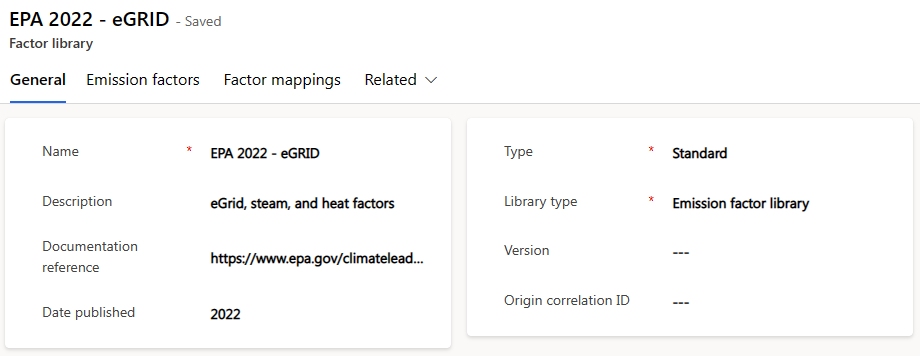 EPA 2022 - eGRID - Saved
Factor library
General Emission factors Factor mappings Related
Name * EPA 2022 - eGRID
Description eGrid, steam, and heat factors
Documentation
reference https://www.epa.gov/climatelead...
Date published 2022
Type * Standard
Library type * Emission factor library
Version ---
Origin correlation ID ---